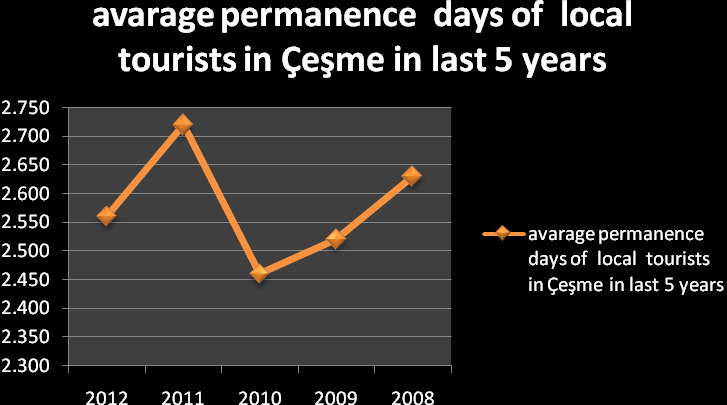 avarage permanence days of local
tourists in Çeşme in last 5 years
2.750
2.700
2.650
2.600
2.550
2.500
2.450
2.400
2.350
2.300
2012 2011 2010 2009 2008
avarage permanence
days of local tourists
in Çeşme in last 5 years